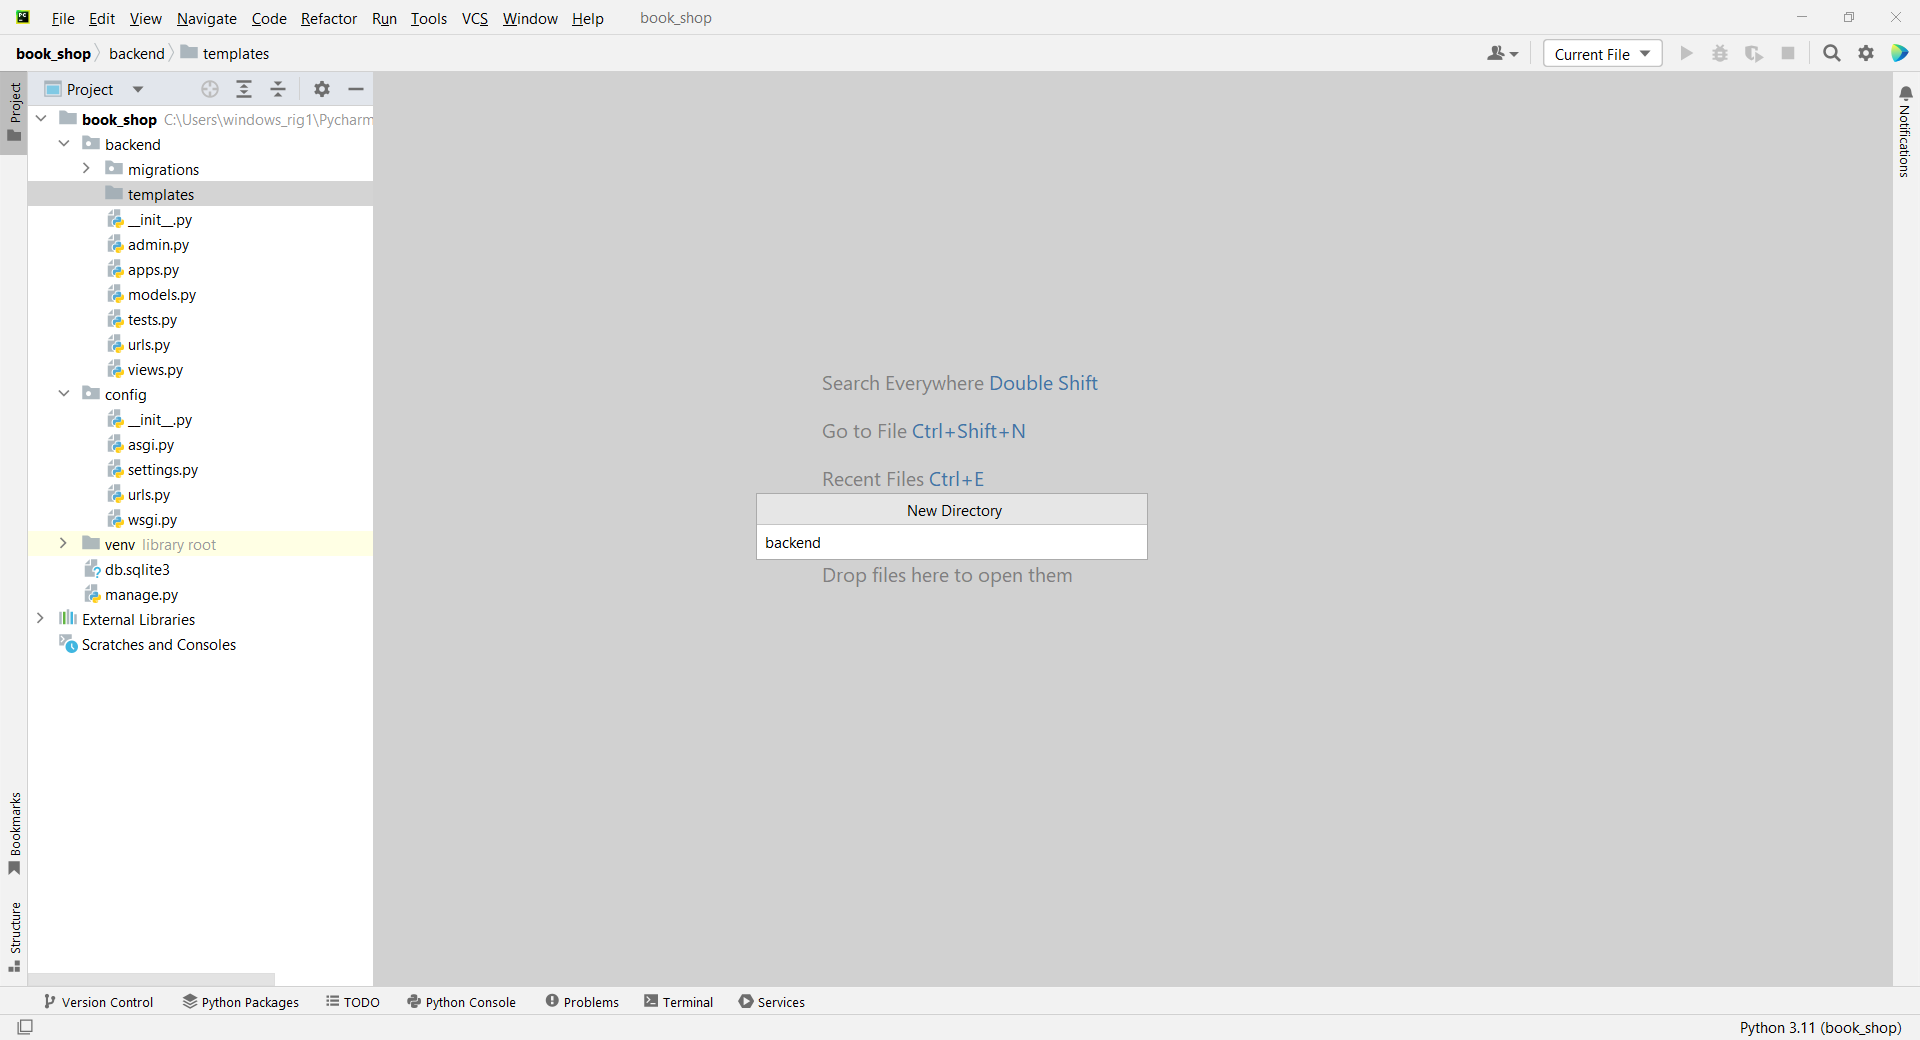 File Edit View Navigate Code Refactor Run Tools VCS Window Help book_shop
book_shop backend templates
Current File
Project
Project
Notifications
book_shop C:\Users\windows_rig1\Pycharm
backend
migrations
templates
__init__.py
admin.py
apps.py
models.py
tests.py
urls.py
views.py
config
__init__.py
asgi.py
settings.py
urls.py
wsgi.py
venv library root
db.sqlite3
manage.py
External Libraries
Scratches and Consoles
Search Everywhere Double Shift
Go to File Ctrl+Shift+N
Recent Files Ctrl+E
New Directory
backend
Drop files here to open them
Bookmarks
Structure
Version Control Python Packages TODO Python Console Problems Terminal Services
Python 3.11 (book_shop)